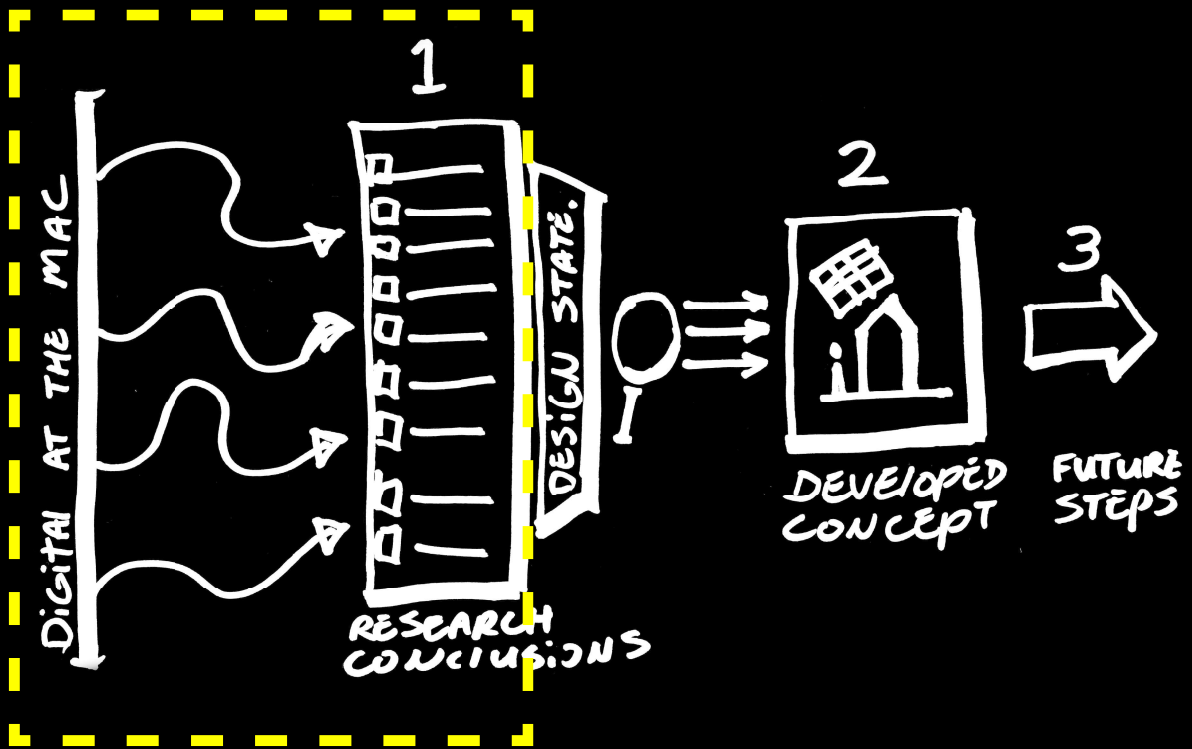 DIGITAL AT THE MAC
1
RESEARCH
CONCLUSIONS
DESIGN STATE.
2
DEVELOPED
CONCEPT
3
FUTURE
STEPS